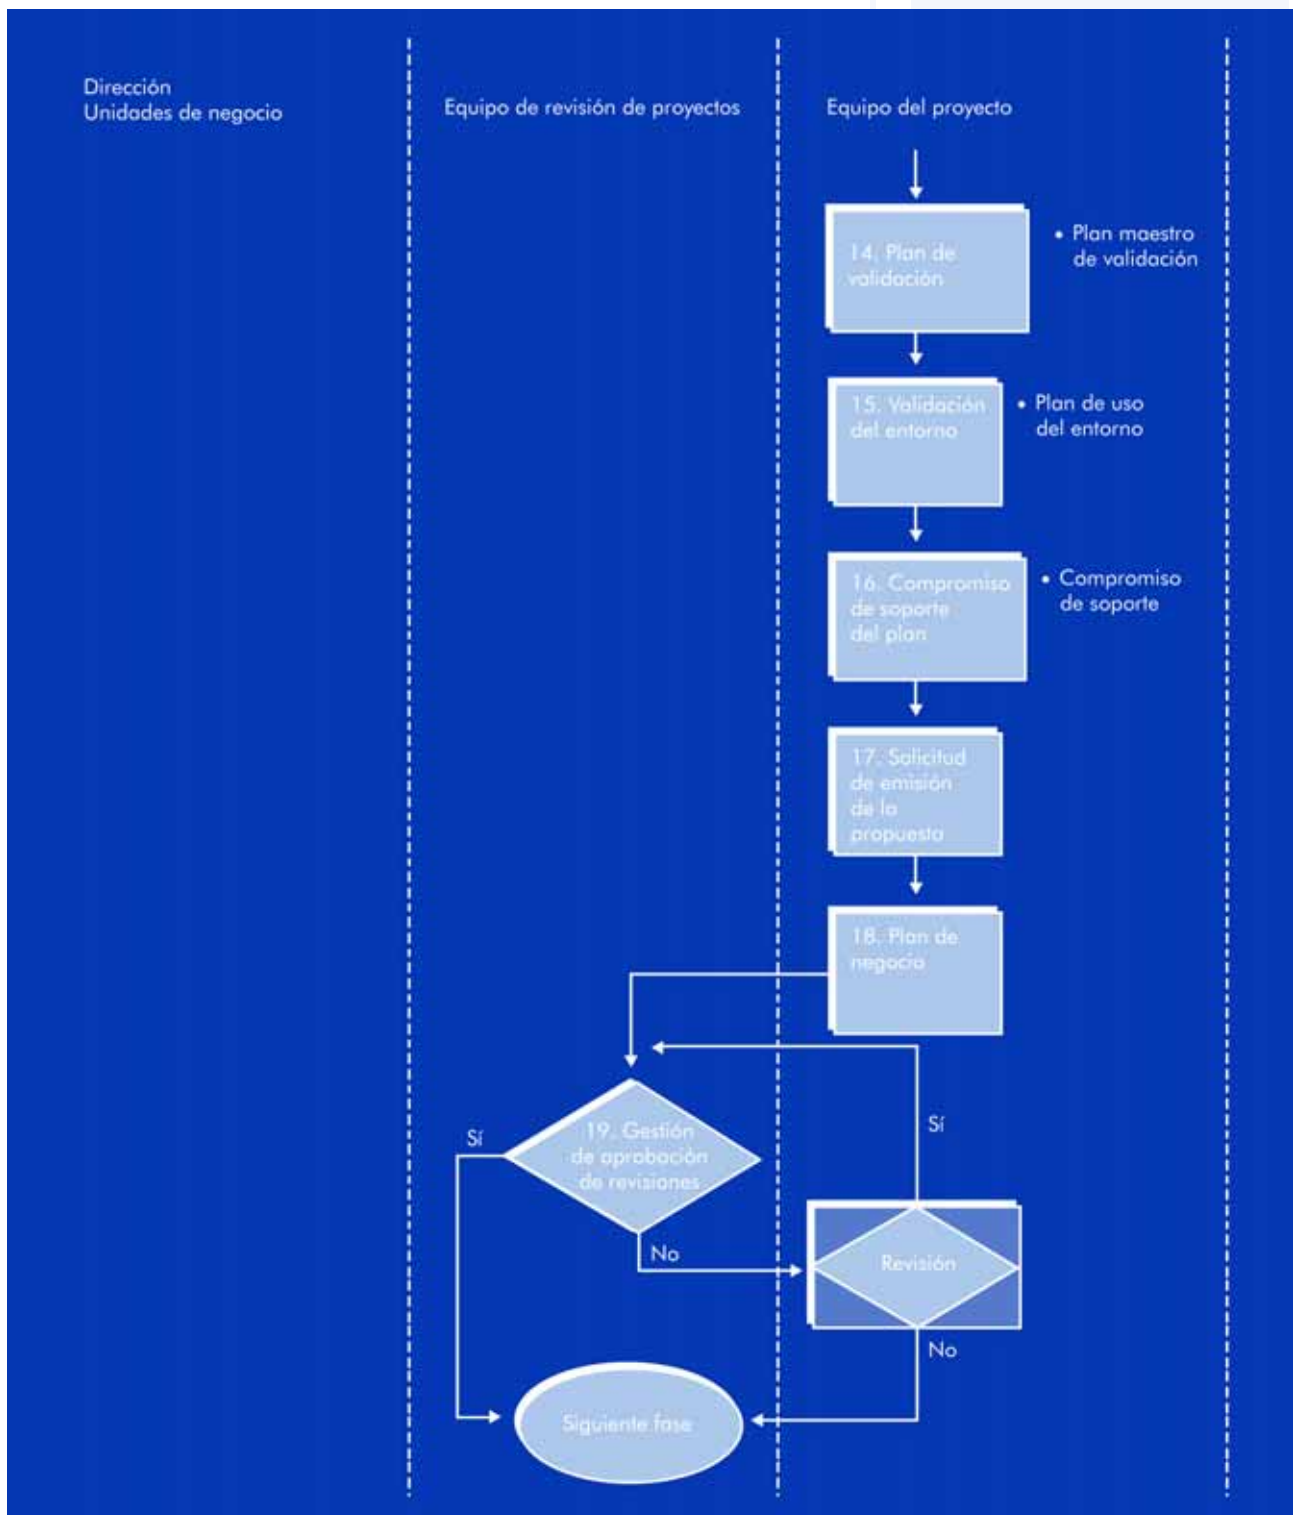 Dirección
Unidades de negocio
Equipo de revisión de proyectos
Equipo del proyecto
14. Plan de
validación
• Plan maestro
de validación
15. Validación
del entorno
• Plan de uso
del entorno
16. Compromiso
de soporte
del plan
• Compromiso
de soporte
17. Solicitud
de emisión
de la
propuesta
18. Plan de
negocio
Sí
19. Gestión
de aprobación
de revisiones
Sí
No
Revisión
No
Siguiente fase